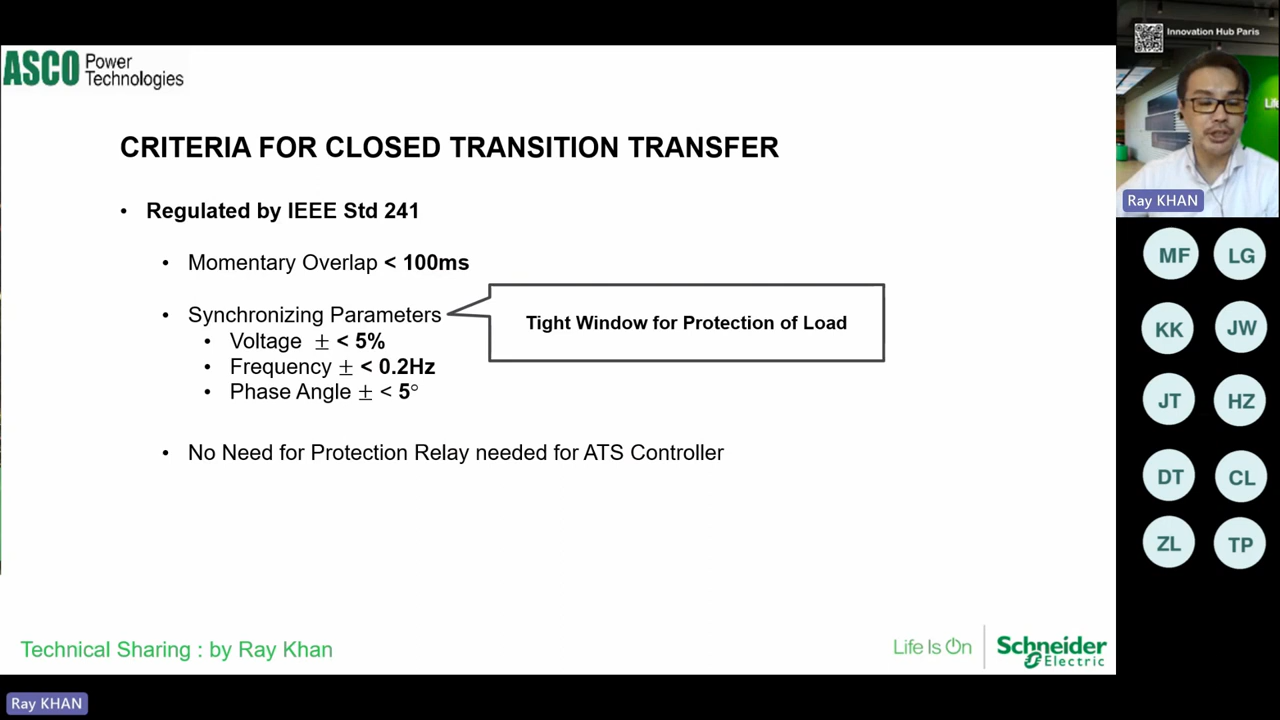 ASCO Power
Technologies
CRITERIA FOR CLOSED TRANSITION TRANSFER
• Regulated by IEEE Std 241
• Momentary Overlap < 100ms
• Synchronizing Parameters
Tight Window for Protection of Load
• Voltage ± < 5%
• Frequency ± < 0.2Hz
• Phase Angle ± < 5°
• No Need for Protection Relay needed for ATS Controller
Technical Sharing : by Ray Khan
Life Is On
Schneider
Electric
Innovation Hub Paris
Ray KHAN
MF LG
KK JW
JT HZ
DT CL
ZL TP
Ray KHAN